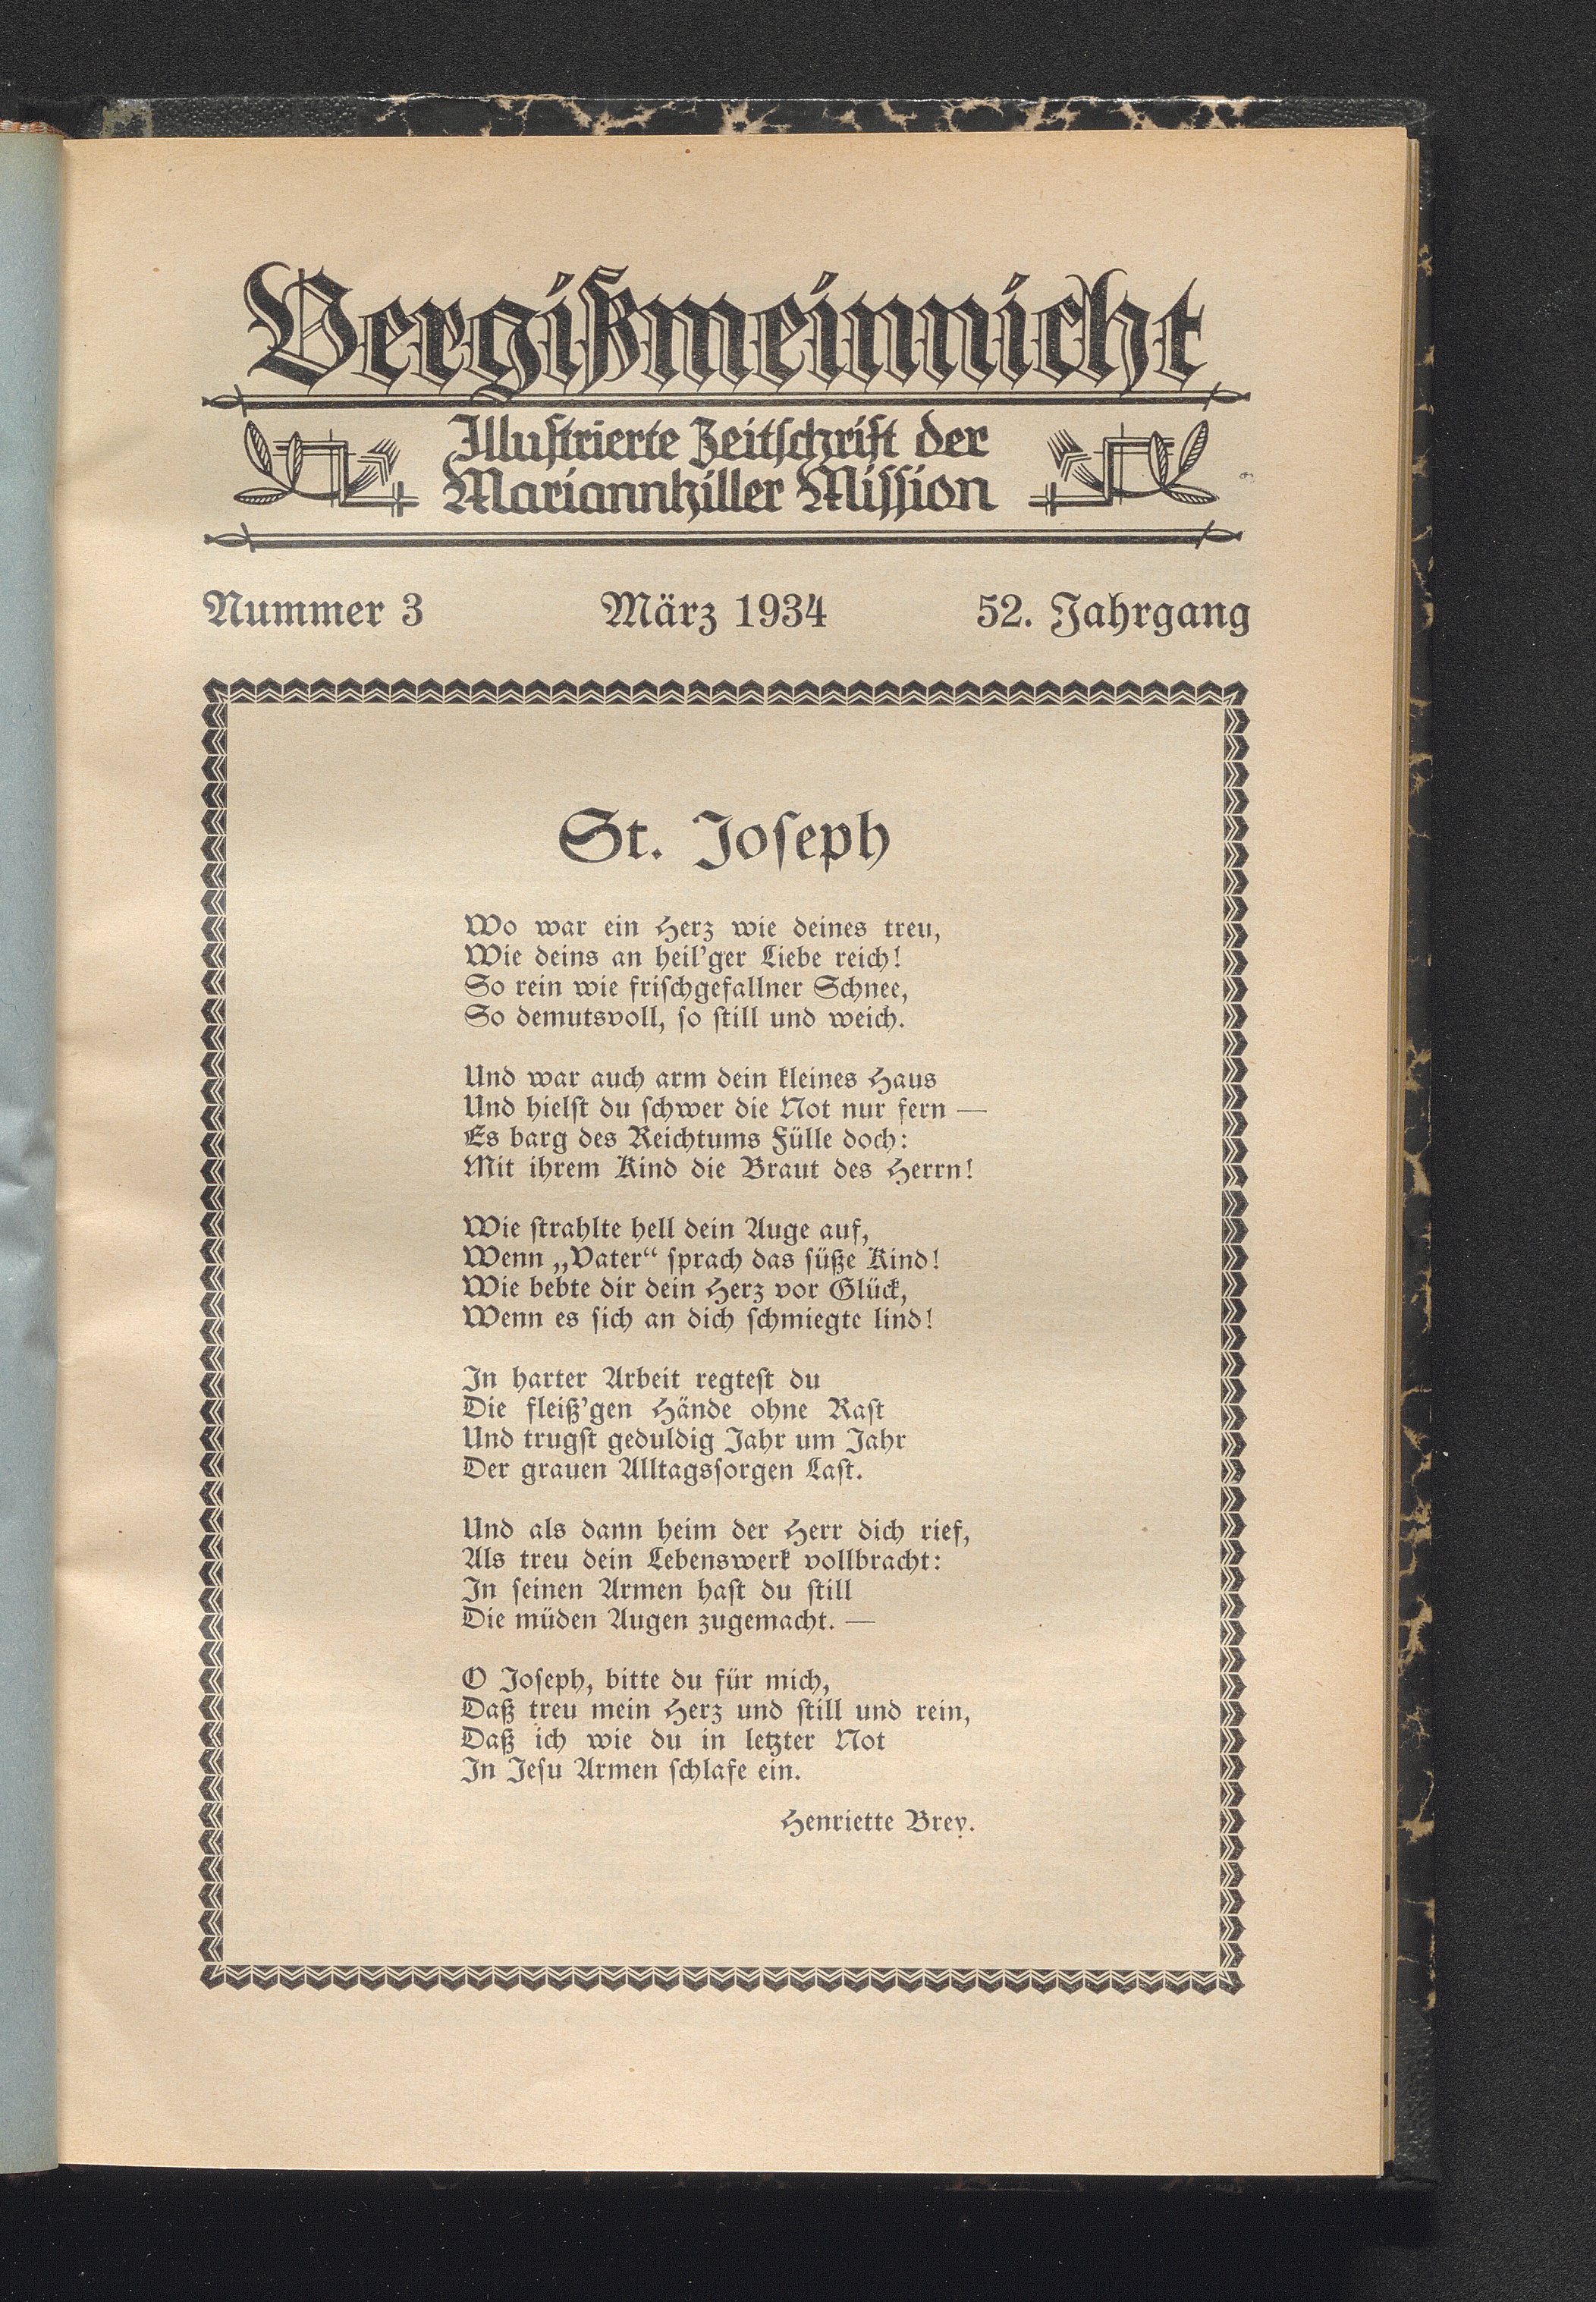 Vergißmeinnicht
Illustrierte Zeitschrift der
Mariannhiller Mission
Nummer 3 März 1934 52. Jahrgang
St. Joseph
Wo war ein Herz wie deines treu,
Wie deins an heil'ger Liebe reich!
So rein wie frischgefallner Schnee,
So demutsvoll, so still und weich.
Und war auch arm dein kleines Haus
Und hielst du schwer die Not nur fern —
Es barg des Reichtums Fülle doch:
Mit ihrem Kind die Braut des Herrn!
Wie strahlte hell dein Auge auf,
Wenn „Vater“ sprach das süße Kind!
Wie bebte dir dein Herz vor Glück,
Wenn es sich an dich schmiegte lind!
In harter Arbeit regtest du
Die fleiß'gen Hände ohne Rast
Und trugst geduldig Jahr um Jahr
Der grauen Alltagssorgen Last.
Und als dann heim der Herr dich rief,
Als treu dein Lebenswerk vollbracht:
In seinen Armen hast du still
Die müden Augen zugemacht. —
O Joseph, bitte du für mich,
Daß treu mein Herz und still und rein,
Daß ich wie du in letzter Not
In Jesu Armen schlafe ein.
Henriette Brey.